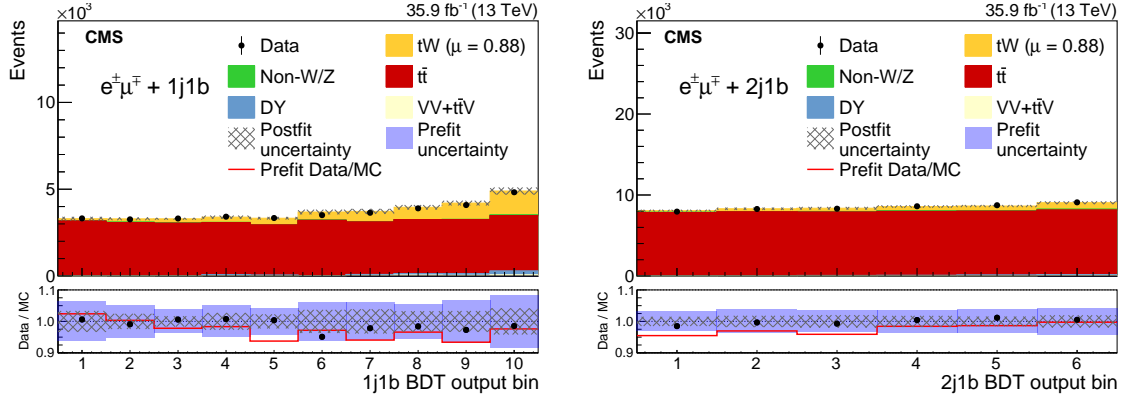 ×10³
35.9 fb⁻¹ (13 TeV)
Events
CMS
e±μ∓ + 1j1b
Data
tW (μ = 0.88)
Non-W/Z
tt̄
DY
VV+tt̄V
Postfit uncertainty
Prefit uncertainty
Prefit Data/MC
10
5
0
Data / MC
1.1
1.0
0.9
1 2 3 4 5 6 7 8 9 10
1j1b BDT output bin
×10³
35.9 fb⁻¹ (13 TeV)
Events
CMS
e±μ∓ + 2j1b
Data
tW (μ = 0.88)
Non-W/Z
tt̄
DY
VV+tt̄V
Postfit uncertainty
Prefit uncertainty
Prefit Data/MC
30
20
10
0
Data / MC
1.1
1.0
0.9
1 2 3 4 5 6
2j1b BDT output bin